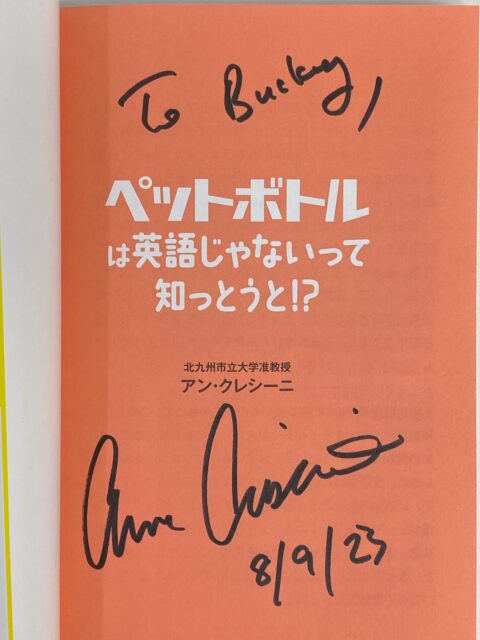 To Bucky,
ペットボトル
は英語じゃないって
知っとうと!?
北九州市立大学准教授
アン・クレシーニ
Anne Crescini
8/9/23